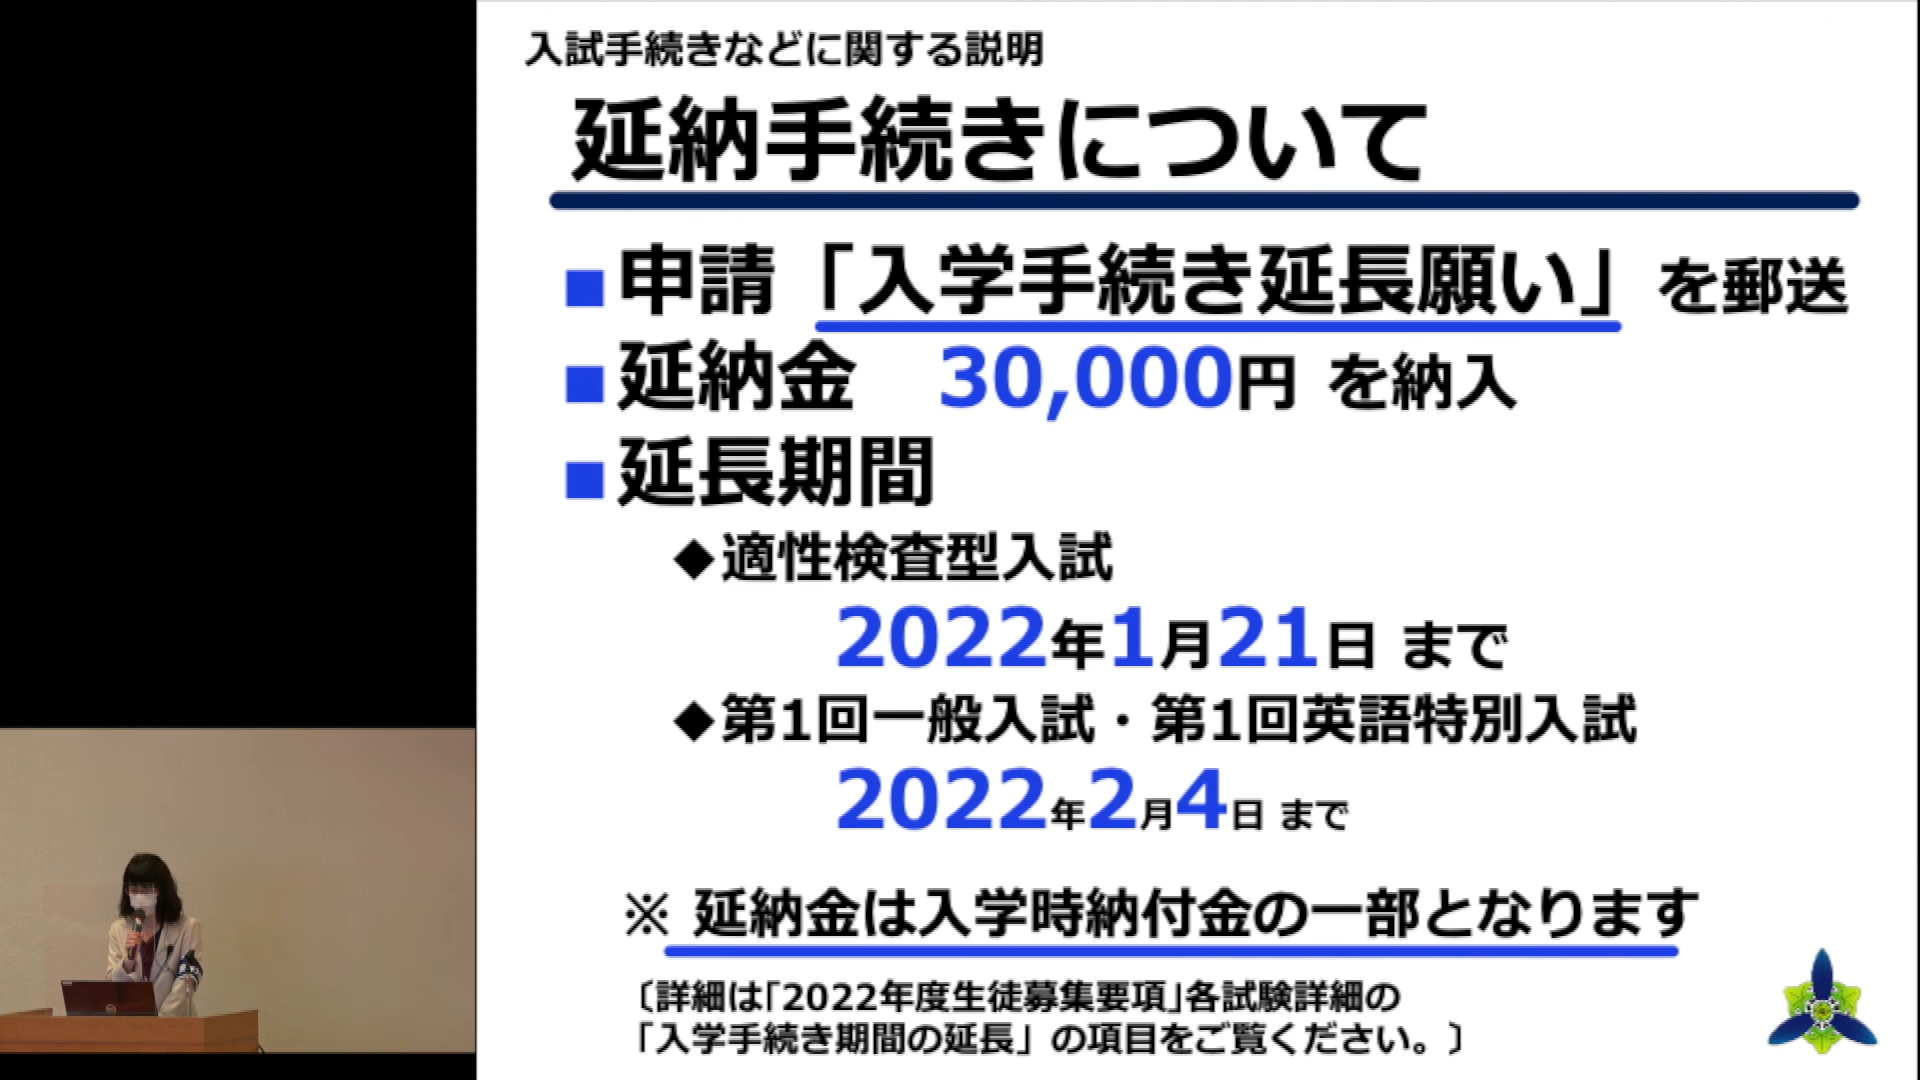 入試手続きなどに関する説明
延納手続きについて
■申請「入学手続き延長願い」を郵送
■延納金　30,000円 を納入
■延長期間
◆適性検査型入試
2022年1月21日 まで
◆第1回一般入試・第1回英語特別入試
2022年2月4日 まで
※ 延納金は入学時納付金の一部となります
〔詳細は「2022年度生徒募集要項」各試験詳細の
「入学手続き期間の延長」の項目をご覧ください。〕